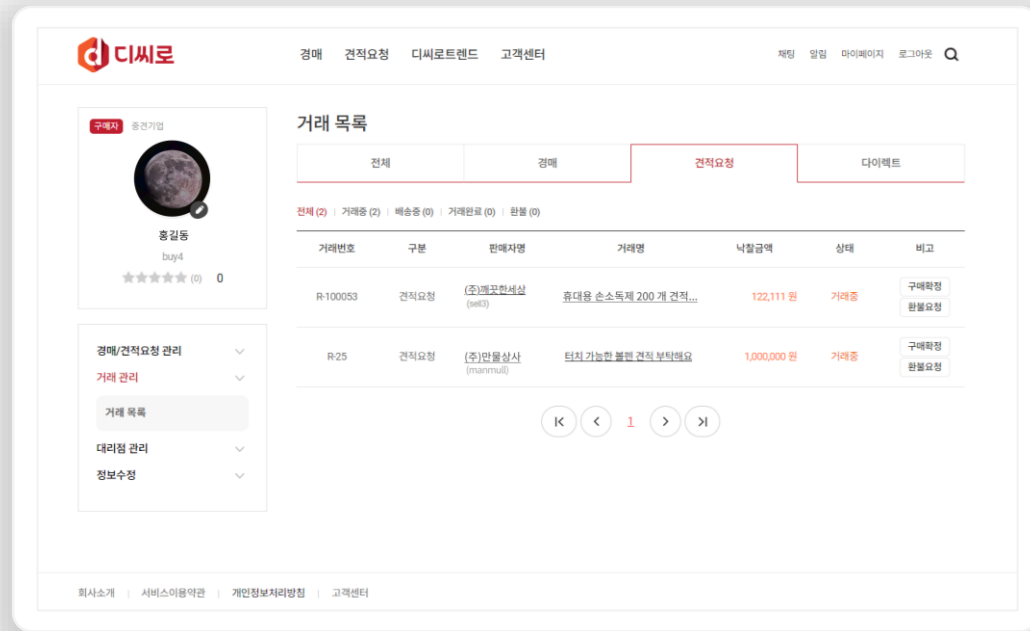 디씨로
경매 견적요청 디씨로트렌드 고객센터
채팅 알림 마이페이지 로그아웃
구매자 중견기업
홍길동
buy4
(0) 0
경매/견적요청 관리
거래 관리
거래 목록
대리점 관리
정보수정
거래 목록
전체 경매 견적요청 다이렉트
전체 (2) | 거래중 (2) | 배송중 (0) | 거래완료 (0) | 환불 (0)
거래번호 구분 판매자명 거래명 낙찰금액 상태 비고
R-100053 견적요청 (주)깨끗한세상 휴대용 손소독제 200 개 견적... 122,111 원 거래중 구매확정
(sell3) 환불요청
R-25 견적요청 (주)만물상사 터치 가능한 볼펜 견적 부탁해요 1,000,000 원 거래중 구매확정
(manmull) 환불요청
1
회사소개 | 서비스이용약관 | 개인정보처리방침 | 고객센터